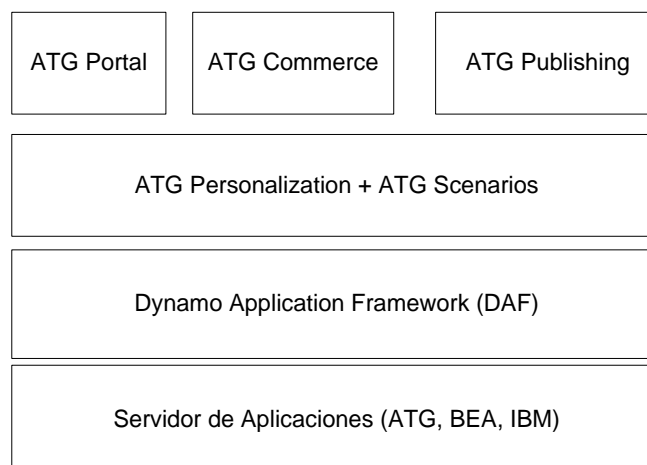 ATG Portal
ATG Commerce
ATG Publishing
ATG Personalization + ATG Scenarios
Dynamo Application Framework (DAF)
Servidor de Aplicaciones (ATG, BEA, IBM)